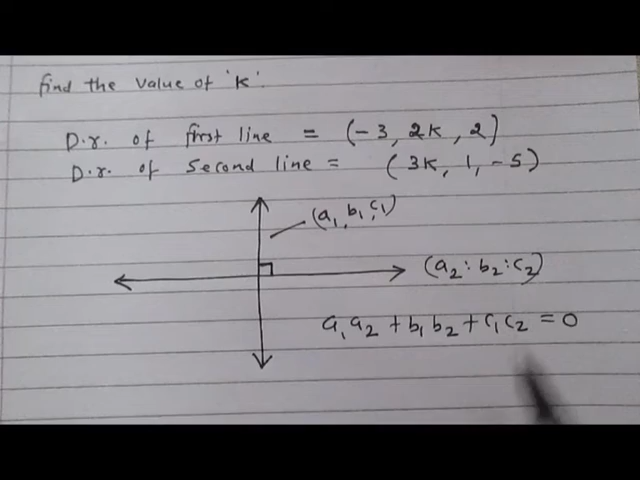 find the value of 'K'.
D.r. of first line = (-3, 2K, 2)
D.r. of second line = (3K, 1, -5)
(a₁, b₁, c₁)
(a₂ : b₂ : c₂)
a₁a₂ + b₁b₂ + c₁c₂ = 0